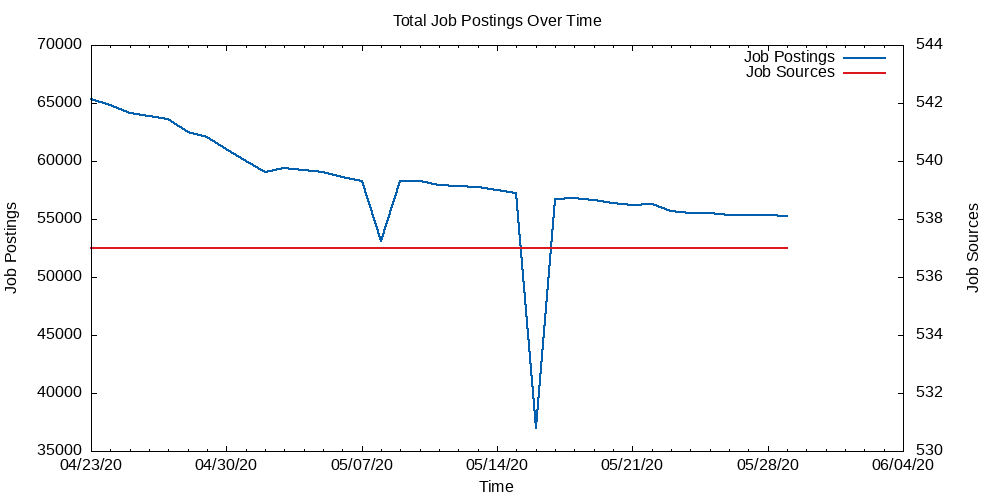 Total Job Postings Over Time
Job Postings
Job Sources
70000
65000
60000
55000
50000
45000
40000
35000
544
542
540
538
536
534
532
530
04/23/20 04/30/20 05/07/20 05/14/20 05/21/20 05/28/20 06/04/20
Job Postings
Job Sources
Time